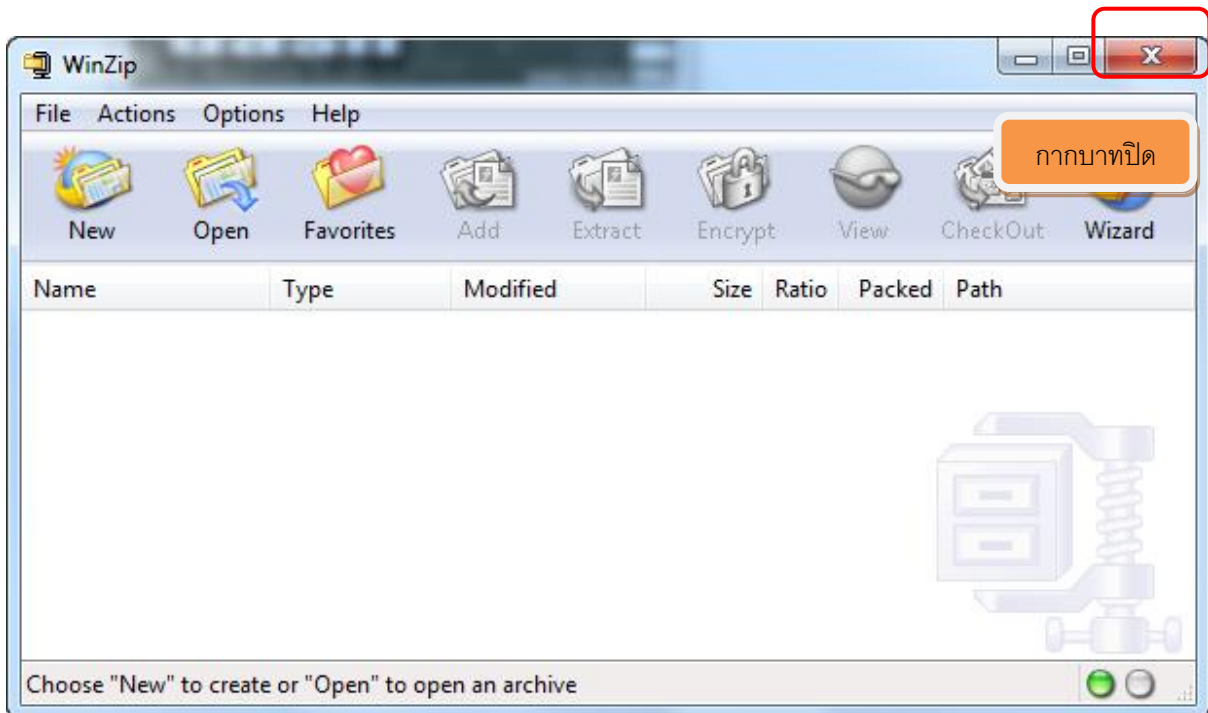 WinZip
File Actions Options Help
กากบาทปิด
New Open Favorites Add Extract Encrypt View CheckOut Wizard
Name Type Modified Size Ratio Packed Path
Choose "New" to create or "Open" to open an archive